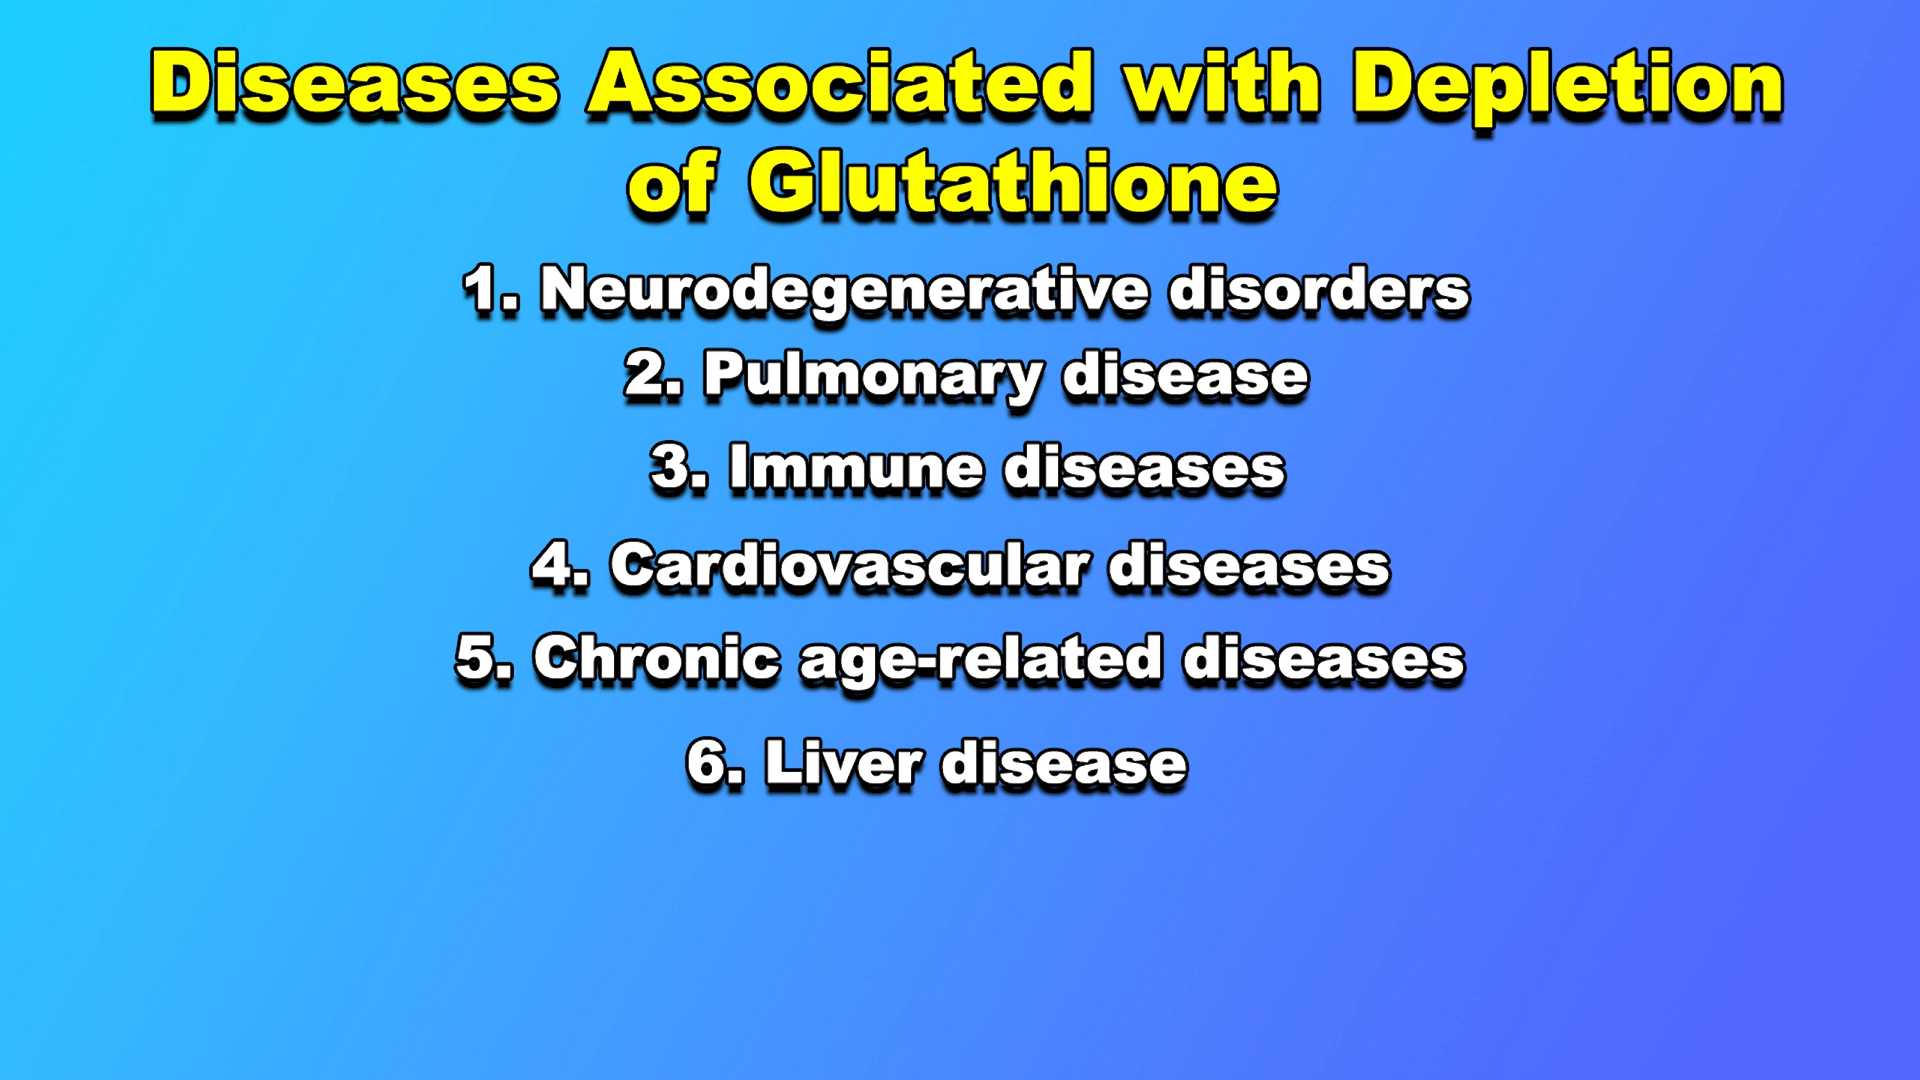 Diseases Associated with Depletion
of Glutathione
1. Neurodegenerative disorders
2. Pulmonary disease
3. Immune diseases
4. Cardiovascular diseases
5. Chronic age-related diseases
6. Liver disease